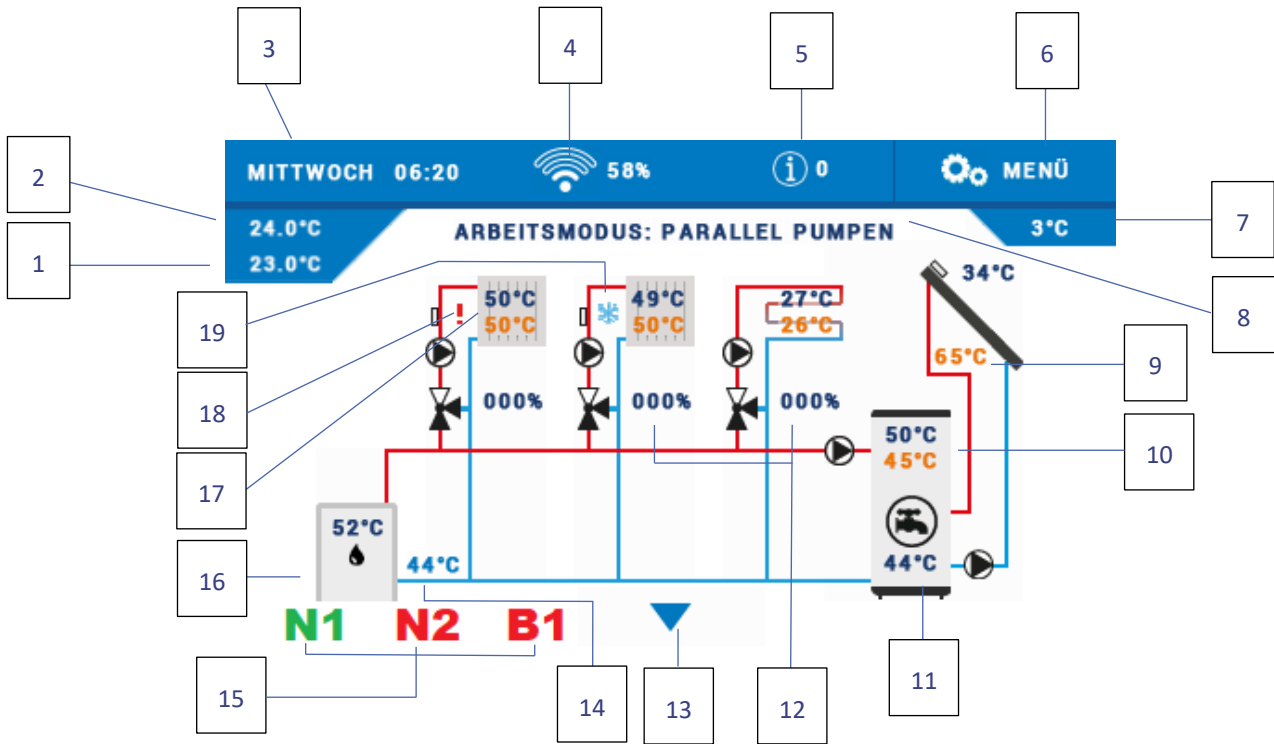 3
4
5
6
MITTWOCH 06:20
58%
0
MENÜ
2
24.0°C
3°C
7
ARBEITSMODUS: PARALLEL PUMPEN
1
23.0°C
34°C
8
19
50°C
49°C
27°C
50°C
50°C
26°C
65°C
9
18
000%
000%
000%
50°C
10
45°C
17
52°C
44°C
44°C
16
N1 N2 B1
15
14
13
12
11